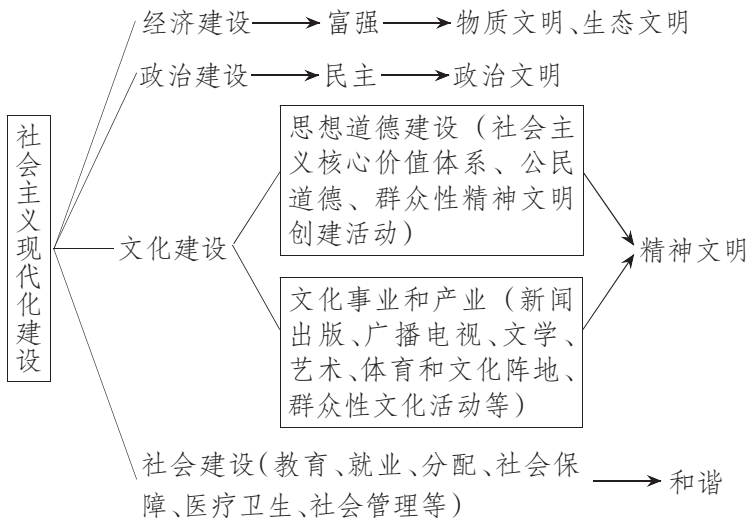 社会主义现代化建设
经济建设 富强 物质文明、生态文明
政治建设 民主 政治文明
文化建设
思想道德建设（社会主
义核心价值体系、公民
道德、群众性精神文明
创建活动）
文化事业和产业（新闻
出版、广播电视、文学、
艺术、体育和文化阵地、
群众性文化活动等）
精神文明
社会建设（教育、就业、分配、社会保
障、医疗卫生、社会管理等）
和谐